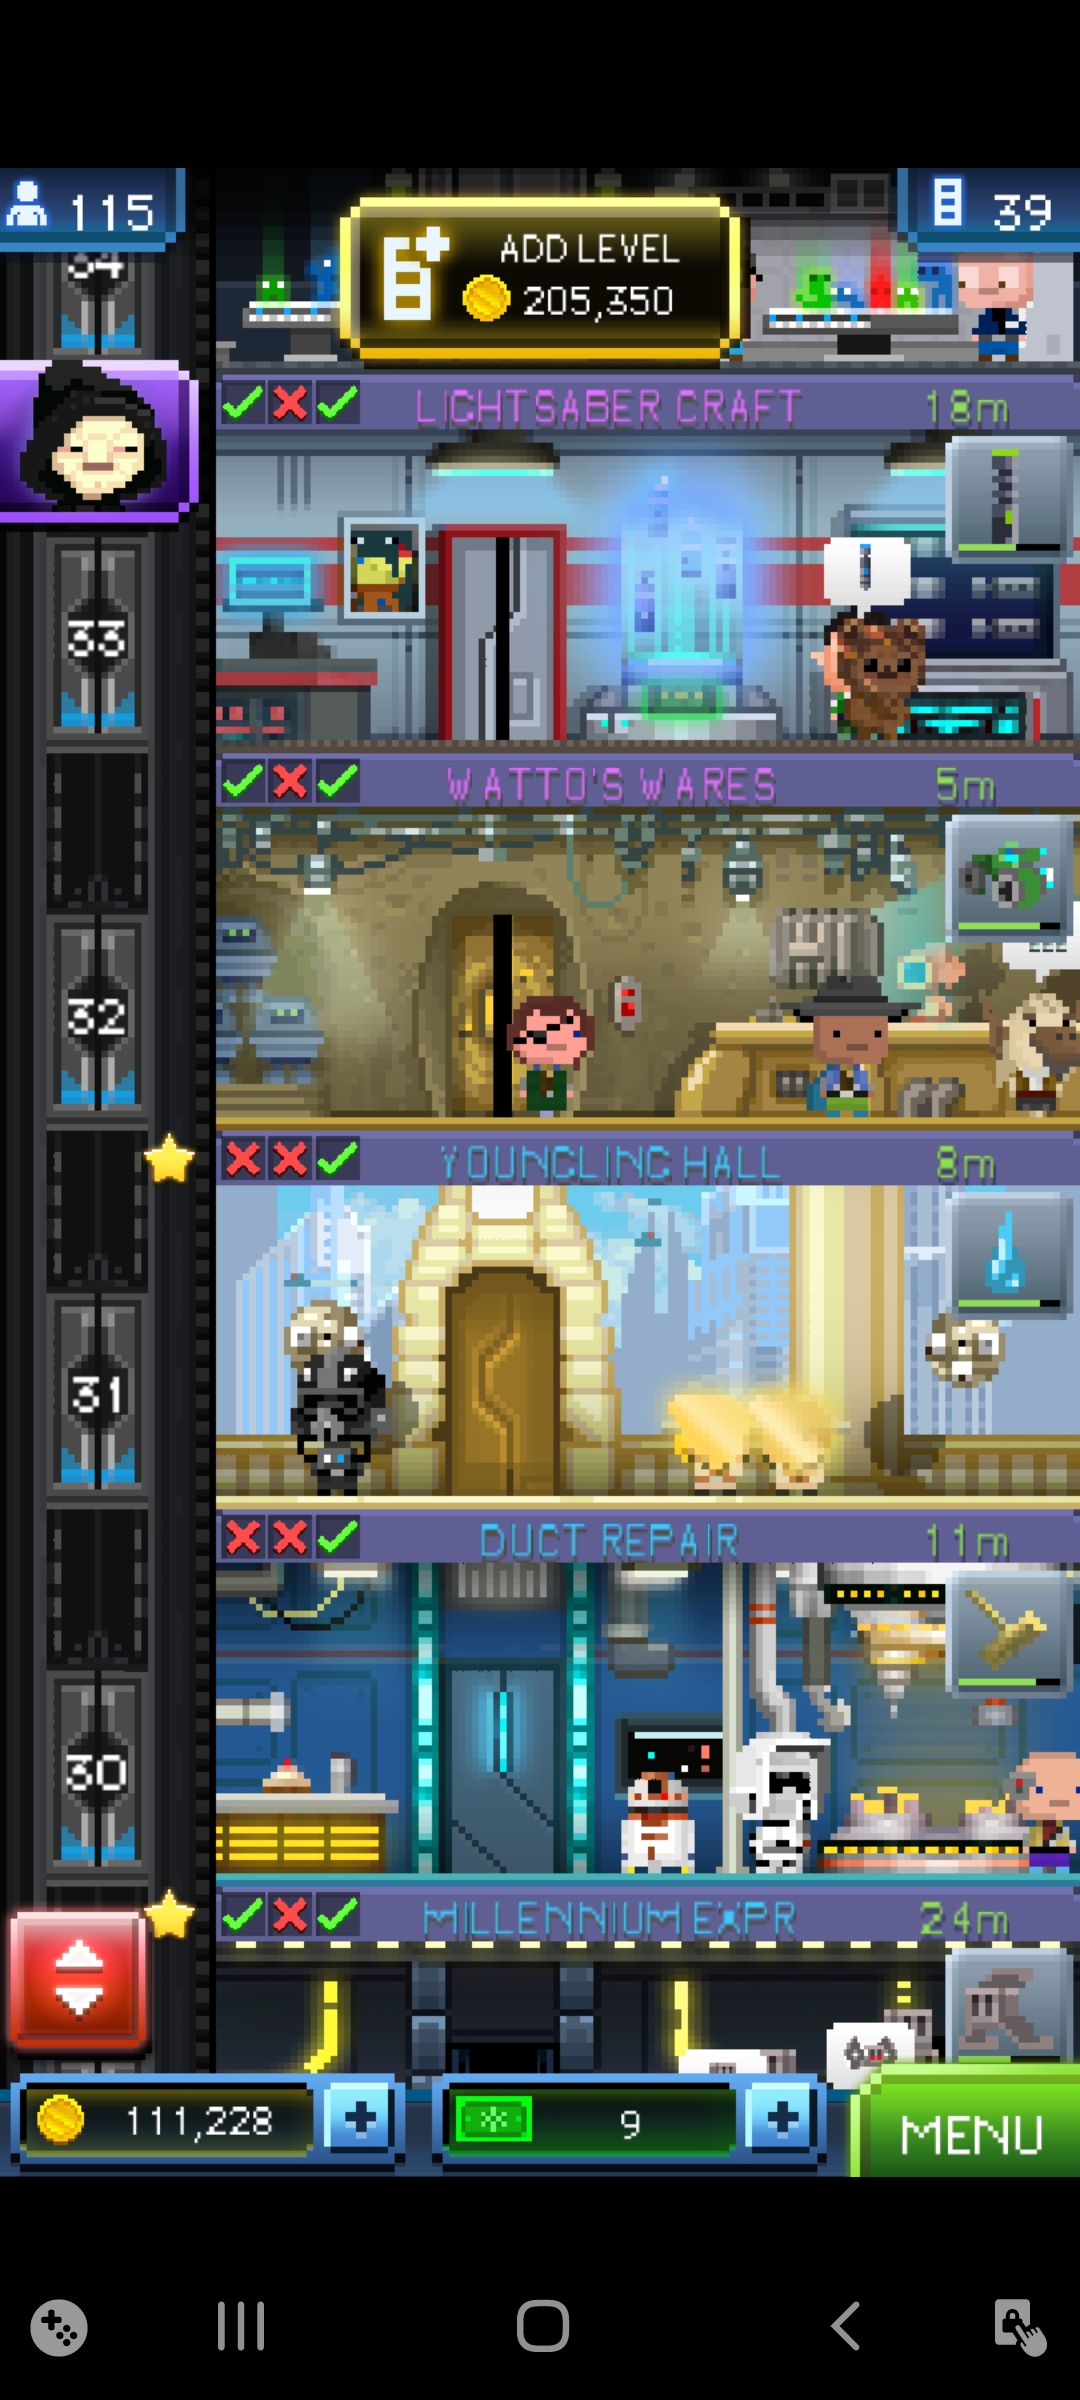 115
ADD LEVEL
205,350
39
34
LIGHTSABER CRAFT 18m
33
WATTO'S WARES 5m
32
YOUNGLING HALL 8m
31
DUCT REPAIR 11m
30
MILLENNIUM EXPR 24m
111,228
9
MENU